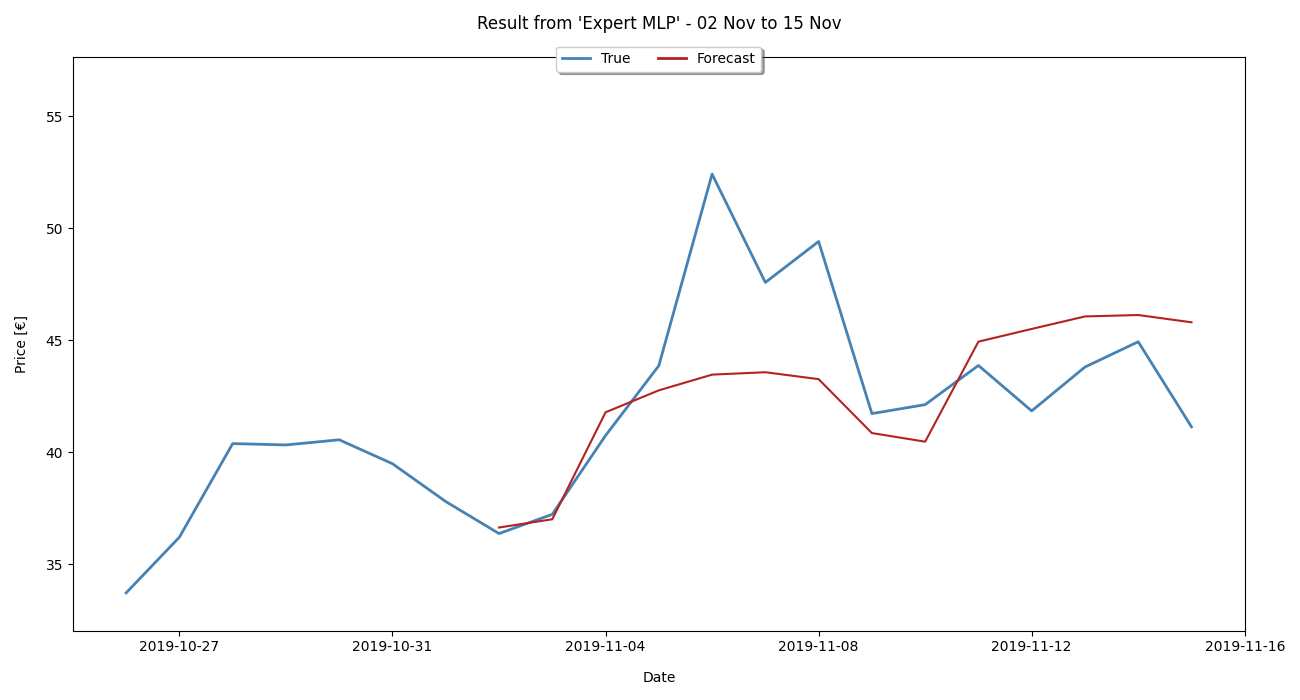 Result from 'Expert MLP' - 02 Nov to 15 Nov
True Forecast
55
50
45
40
35
Price [€]
2019-10-27 2019-10-31 2019-11-04 2019-11-08 2019-11-12 2019-11-16
Date